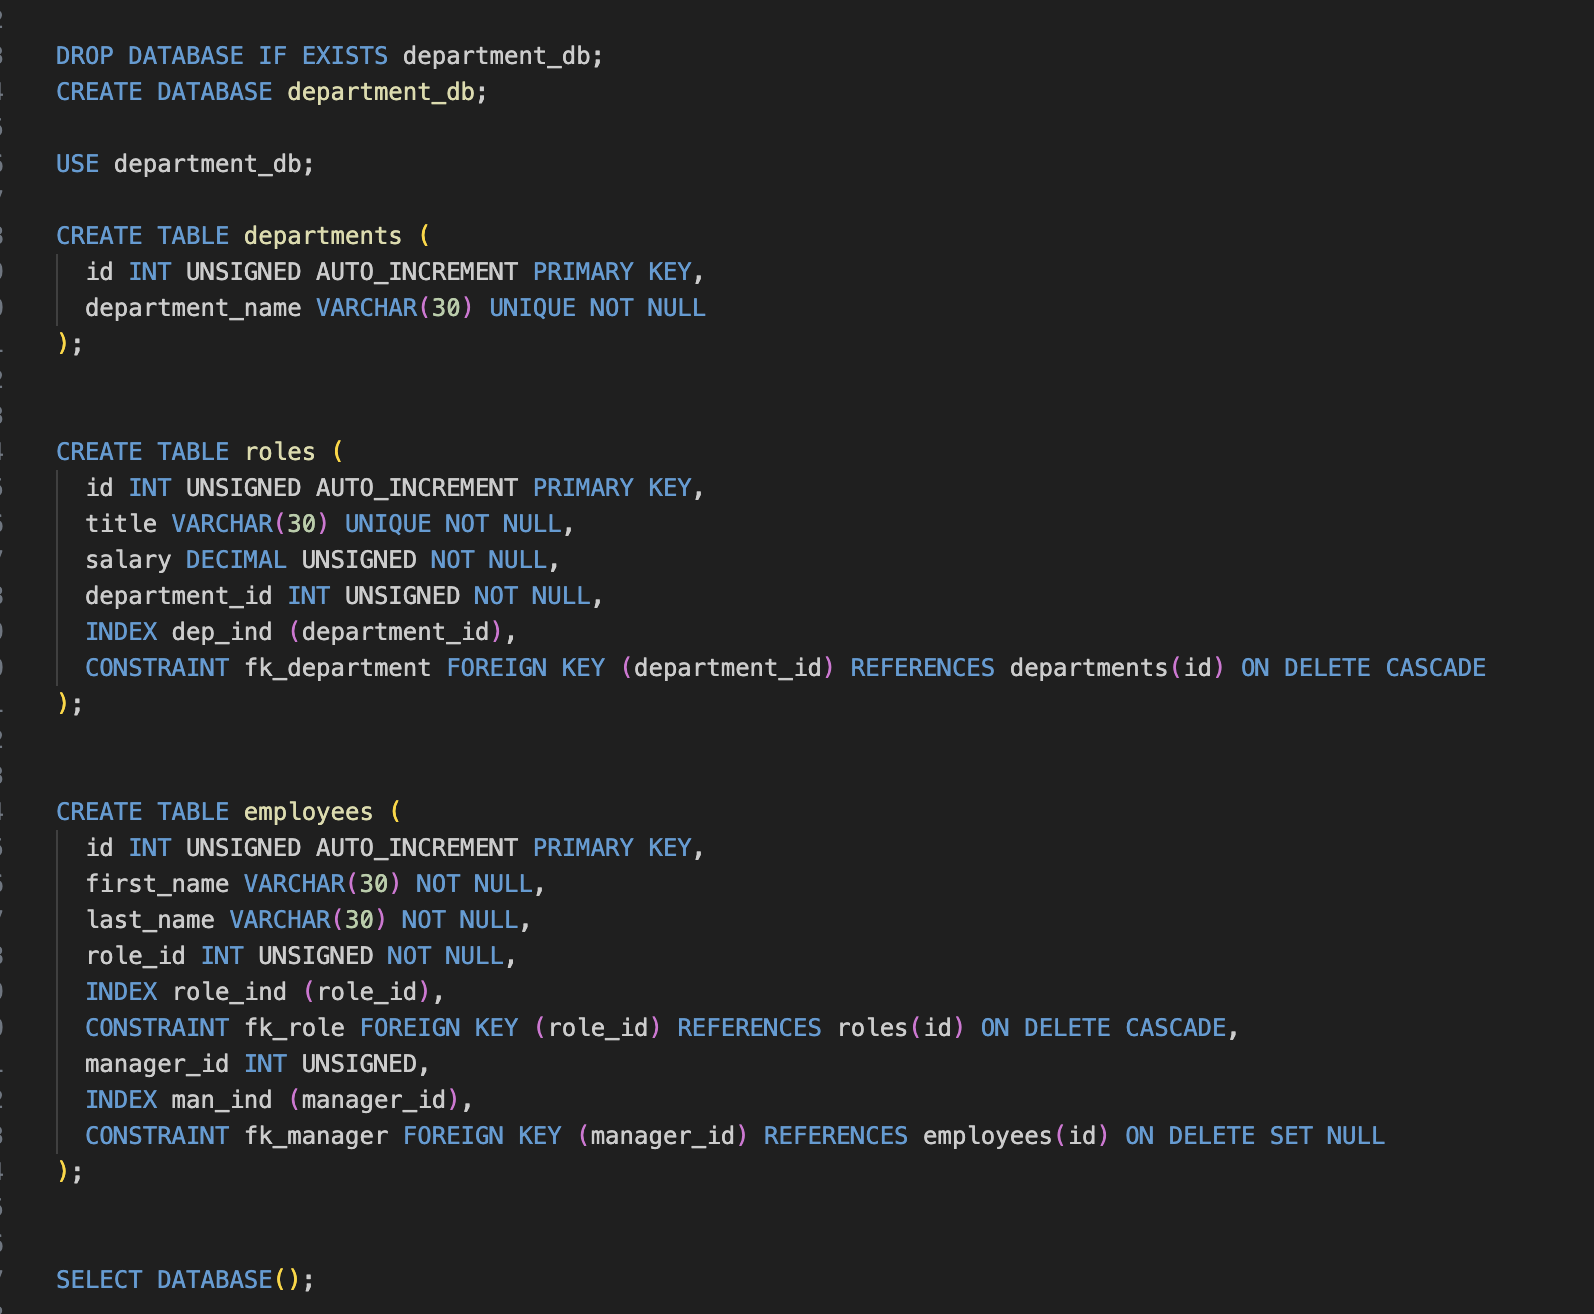 DROP DATABASE IF EXISTS department_db;
CREATE DATABASE department_db;
USE department_db;
CREATE TABLE departments (
id INT UNSIGNED AUTO_INCREMENT PRIMARY KEY,
department_name VARCHAR(30) UNIQUE NOT NULL
);
CREATE TABLE roles (
id INT UNSIGNED AUTO_INCREMENT PRIMARY KEY,
title VARCHAR(30) UNIQUE NOT NULL,
salary DECIMAL UNSIGNED NOT NULL,
department_id INT UNSIGNED NOT NULL,
INDEX dep_ind (department_id),
CONSTRAINT fk_department FOREIGN KEY (department_id) REFERENCES departments(id) ON DELETE CASCADE
);
CREATE TABLE employees (
id INT UNSIGNED AUTO_INCREMENT PRIMARY KEY,
first_name VARCHAR(30) NOT NULL,
last_name VARCHAR(30) NOT NULL,
role_id INT UNSIGNED NOT NULL,
INDEX role_ind (role_id),
CONSTRAINT fk_role FOREIGN KEY (role_id) REFERENCES roles(id) ON DELETE CASCADE,
manager_id INT UNSIGNED,
INDEX man_ind (manager_id),
CONSTRAINT fk_manager FOREIGN KEY (manager_id) REFERENCES employees(id) ON DELETE SET NULL
);
SELECT DATABASE();